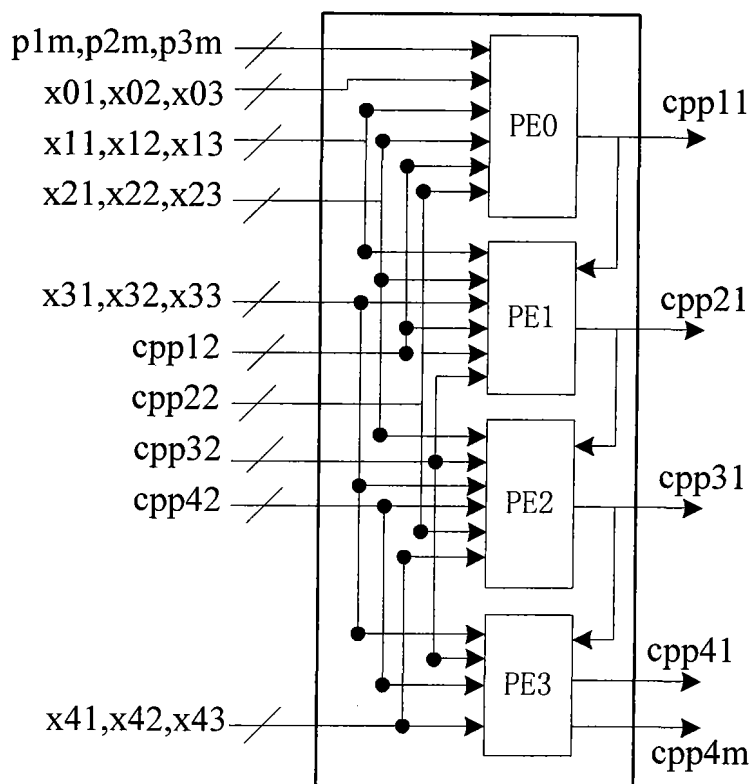 p1m,p2m,p3m
x01,x02,x03
x11,x12,x13
x21,x22,x23
x31,x32,x33
cpp12
cpp22
cpp32
cpp42
x41,x42,x43
PE0
PE1
PE2
PE3
cpp11
cpp21
cpp31
cpp41
cpp4m